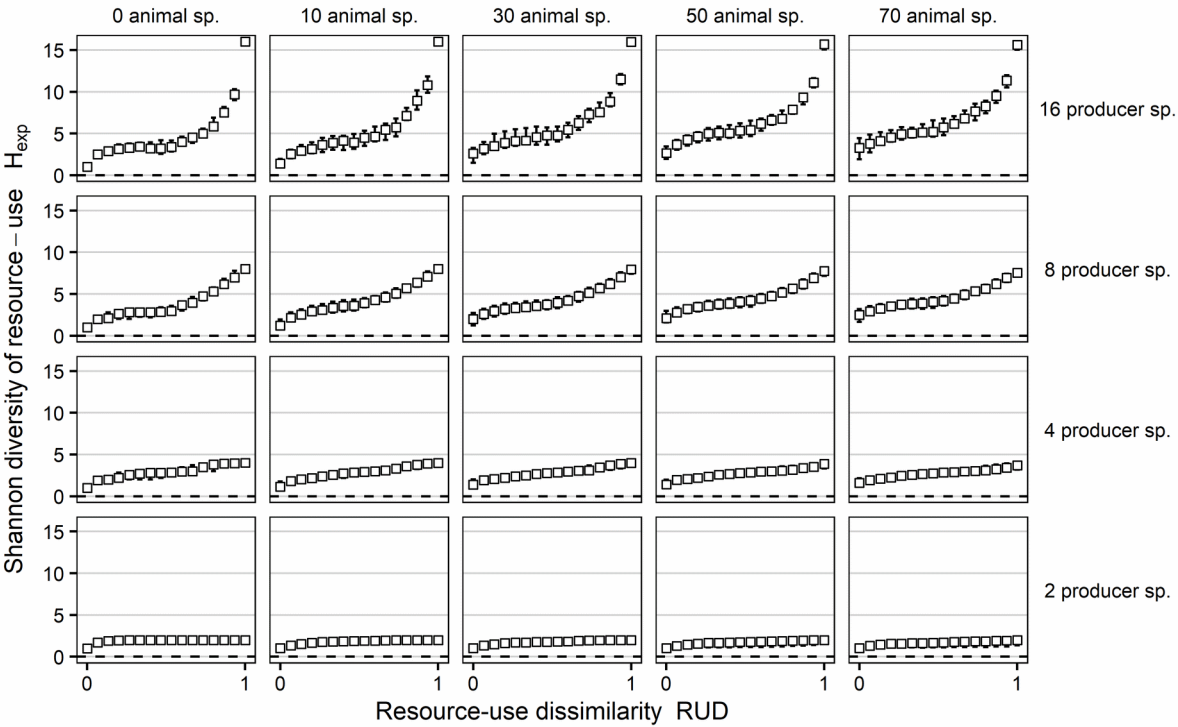 0 animal sp. 10 animal sp. 30 animal sp. 50 animal sp. 70 animal sp.
Shannon diversity of resource – use Hexp
15
10
5
0
16 producer sp.
15
10
5
0
8 producer sp.
15
10
5
0
4 producer sp.
15
10
5
0
2 producer sp.
0 1 0 1 0 1 0 1 0 1
Resource-use dissimilarity RUD